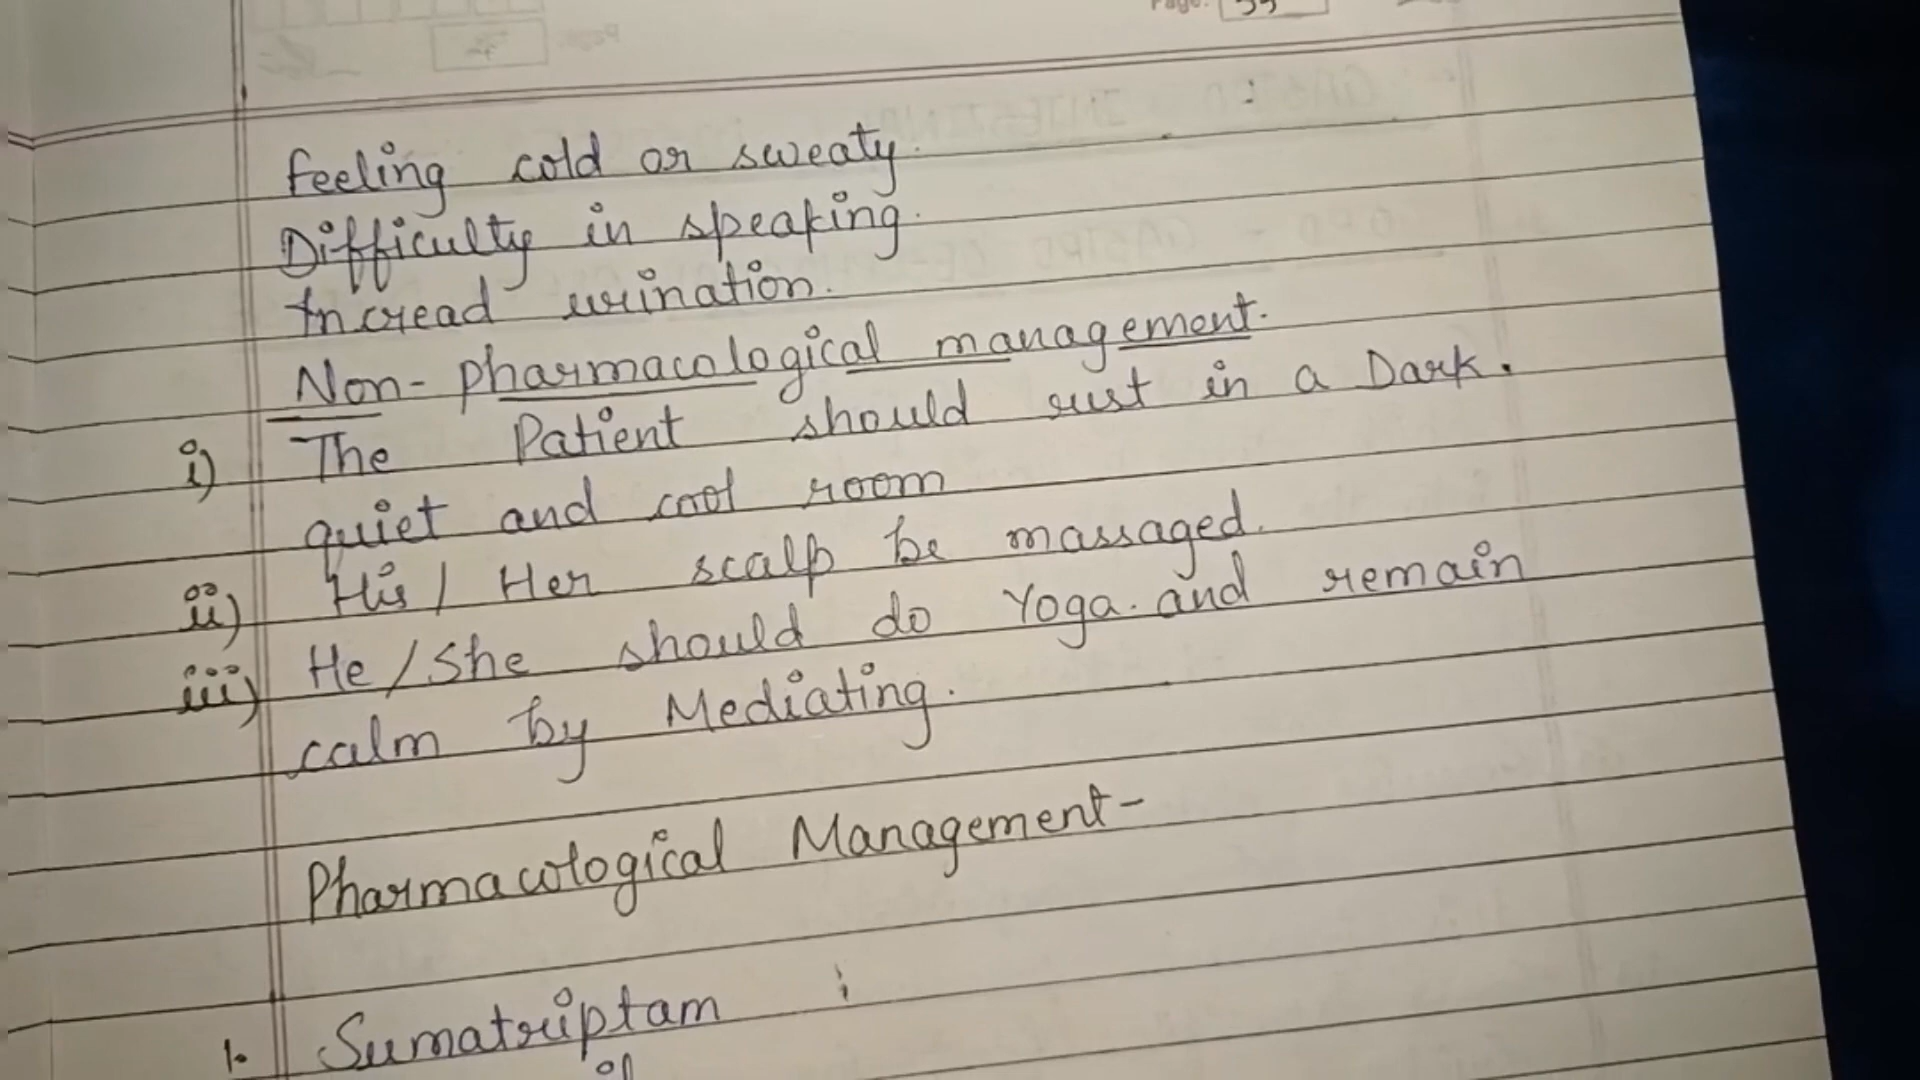 Page: 
feeling cold or sweaty.
Difficulty in speaking.
Incread urination.
Non-pharmacological management.
i) The Patient should rest in a Dark.
quiet and cool room
ii) His / Her scalp be massaged.
iii) He / She should do Yoga. and remain
calm by Mediating.
Pharmacological Management-
1. Sumatriptam :